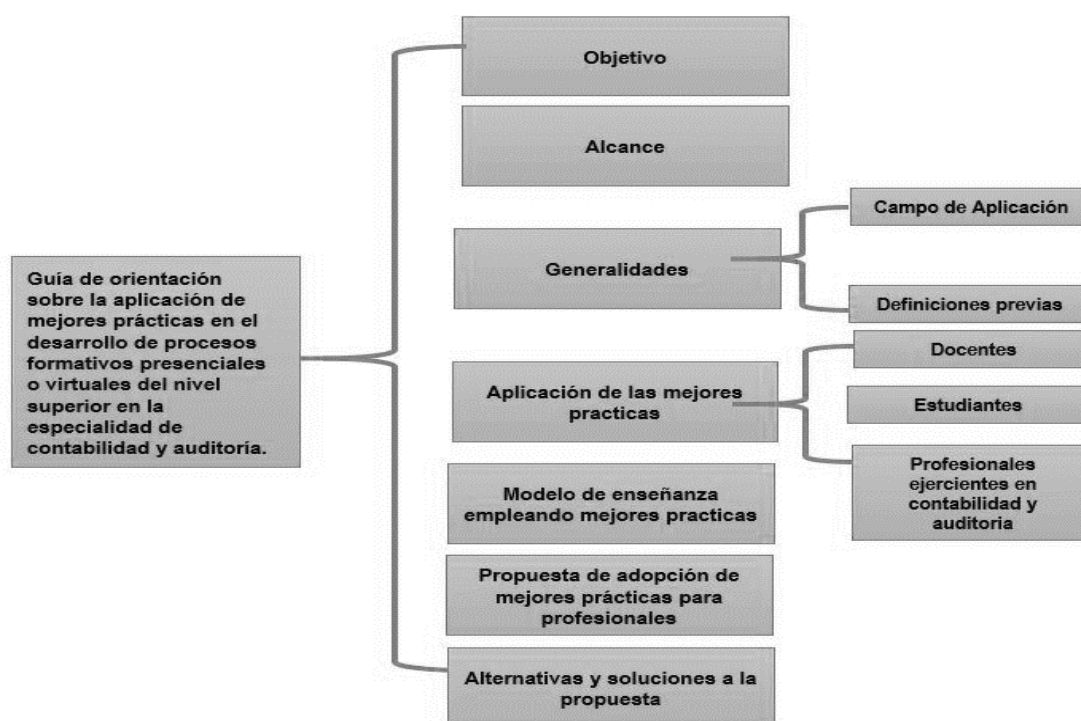 Objetivo
Alcance
Campo de Aplicación
Generalidades
Definiciones previas
Guía de orientación
sobre la aplicación de
mejores prácticas en el
desarrollo de procesos
formativos presenciales
o virtuales del nivel
superior en la
especialidad de
contabilidad y auditoría.
Docentes
Aplicación de las mejores
practicas
Estudiantes
Profesionales
ejercientes en
contabilidad y
auditoria
Modelo de enseñanza
empleando mejores practicas
Propuesta de adopción de
mejores prácticas para
profesionales
Alternativas y soluciones a la
propuesta